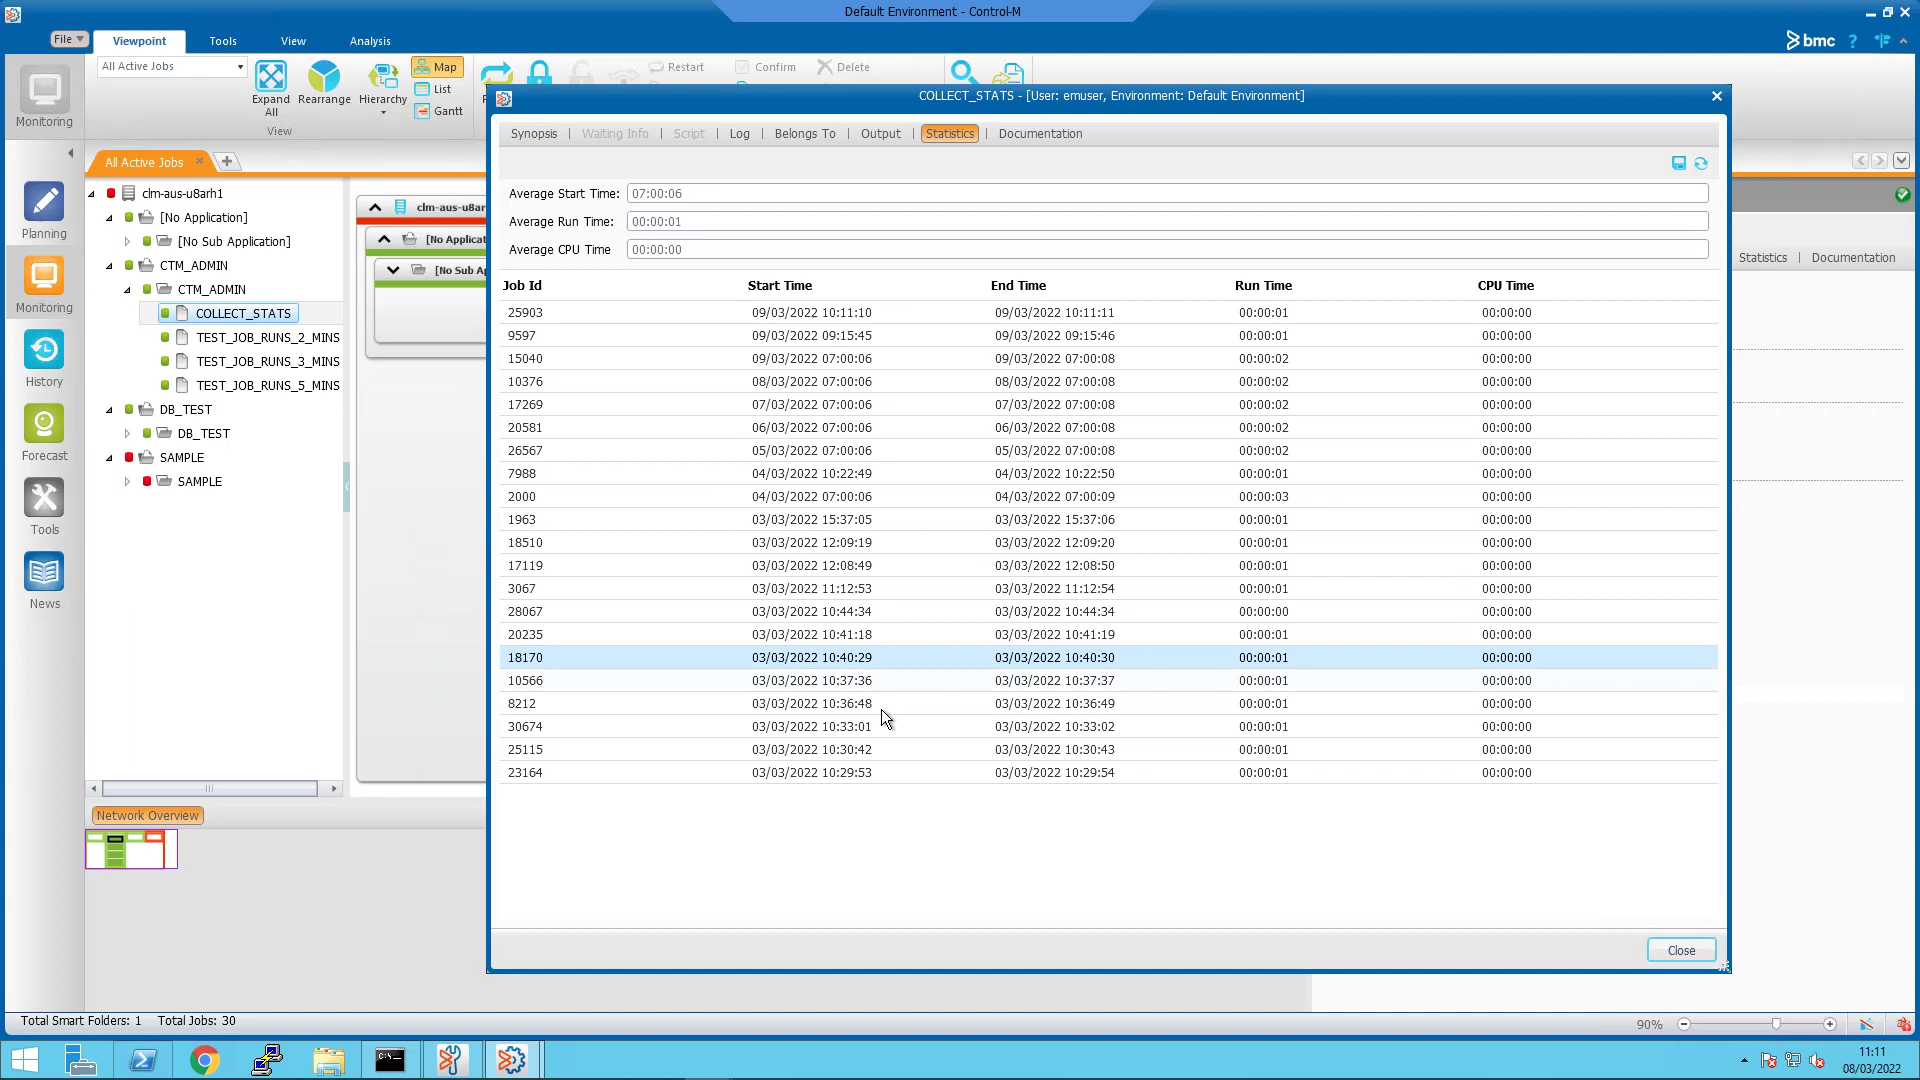 Default Environment - Control-M
File
Viewpoint
Tools
View
Analysis
bmc
?
All Active Jobs
Expand All
Rearrange
Hierarchy
Map
List
Gantt
View
Restart
Confirm
Delete
Monitoring
Planning
Monitoring
History
Forecast
Tools
News
All Active Jobs
clm-aus-u8arh1
[No Application]
[No Sub Application]
CTM_ADMIN
CTM_ADMIN
COLLECT_STATS
TEST_JOB_RUNS_2_MINS
TEST_JOB_RUNS_3_MINS
TEST_JOB_RUNS_5_MINS
DB_TEST
DB_TEST
SAMPLE
SAMPLE
clm-aus-u8ar
[No Applicat
[No Sub Ap
Network Overview
COLLECT_STATS - [User: emuser, Environment: Default Environment]
Synopsis | Waiting Info | Script | Log | Belongs To | Output | Statistics | Documentation
Average Start Time: 07:00:06
Average Run Time: 00:00:01
Average CPU Time 00:00:00
Job Id Start Time End Time Run Time CPU Time
25903 09/03/2022 10:11:10 09/03/2022 10:11:11 00:00:01 00:00:00
9597 09/03/2022 09:15:45 09/03/2022 09:15:46 00:00:01 00:00:00
15040 09/03/2022 07:00:06 09/03/2022 07:00:08 00:00:02 00:00:00
10376 08/03/2022 07:00:06 08/03/2022 07:00:08 00:00:02 00:00:00
17269 07/03/2022 07:00:06 07/03/2022 07:00:08 00:00:02 00:00:00
20581 06/03/2022 07:00:06 06/03/2022 07:00:08 00:00:02 00:00:00
26567 05/03/2022 07:00:06 05/03/2022 07:00:08 00:00:02 00:00:00
7988 04/03/2022 10:22:49 04/03/2022 10:22:50 00:00:01 00:00:00
2000 04/03/2022 07:00:06 04/03/2022 07:00:09 00:00:03 00:00:00
1963 03/03/2022 15:37:05 03/03/2022 15:37:06 00:00:01 00:00:00
18510 03/03/2022 12:09:19 03/03/2022 12:09:20 00:00:01 00:00:00
17119 03/03/2022 12:08:49 03/03/2022 12:08:50 00:00:01 00:00:00
3067 03/03/2022 11:12:53 03/03/2022 11:12:54 00:00:01 00:00:00
28067 03/03/2022 10:44:34 03/03/2022 10:44:34 00:00:00 00:00:00
20235 03/03/2022 10:41:18 03/03/2022 10:41:19 00:00:01 00:00:00
18170 03/03/2022 10:40:29 03/03/2022 10:40:30 00:00:01 00:00:00
10566 03/03/2022 10:37:36 03/03/2022 10:37:37 00:00:01 00:00:00
8212 03/03/2022 10:36:48 03/03/2022 10:36:49 00:00:01 00:00:00
30674 03/03/2022 10:33:01 03/03/2022 10:33:02 00:00:01 00:00:00
25115 03/03/2022 10:30:42 03/03/2022 10:30:43 00:00:01 00:00:00
23164 03/03/2022 10:29:53 03/03/2022 10:29:54 00:00:01 00:00:00
Close
Statistics | Documentation
Total Smart Folders: 1 Total Jobs: 30
90%
11:11
08/03/2022